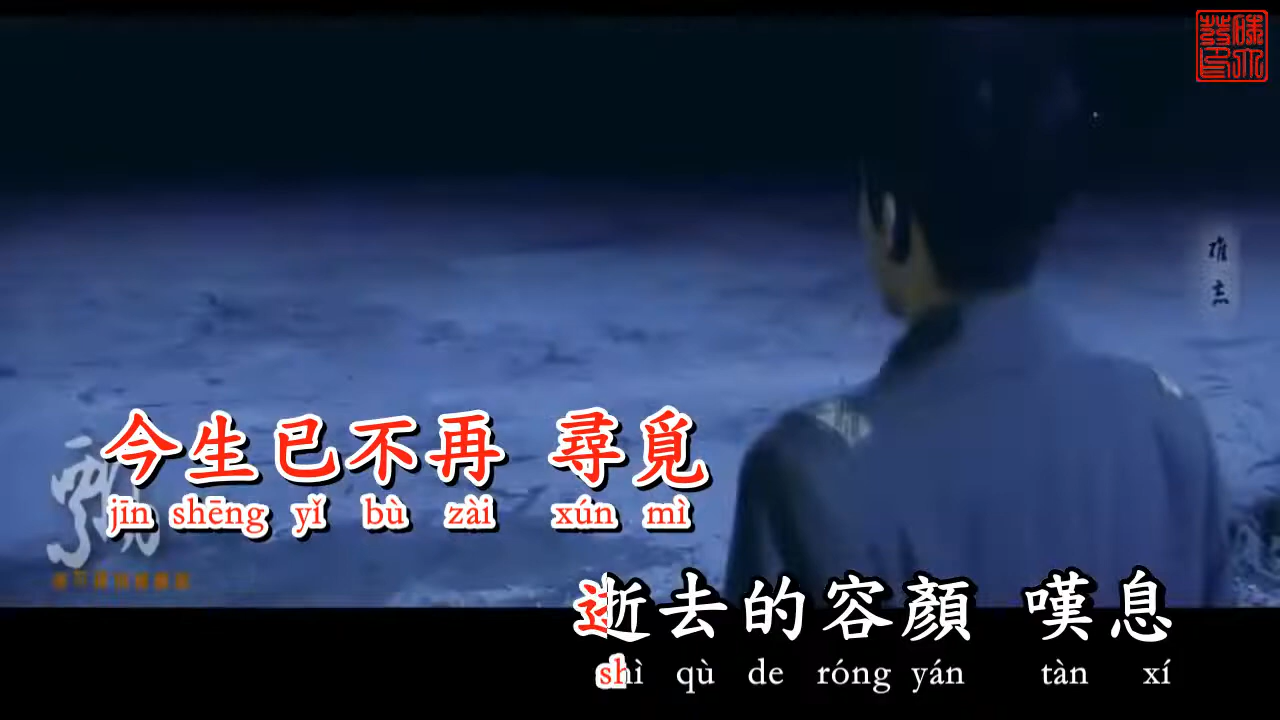 今生已不再 尋覓
jīn shēng yǐ bù zài xún mì
逝去的容顏 嘆息
shì qù de róng yán tàn xí